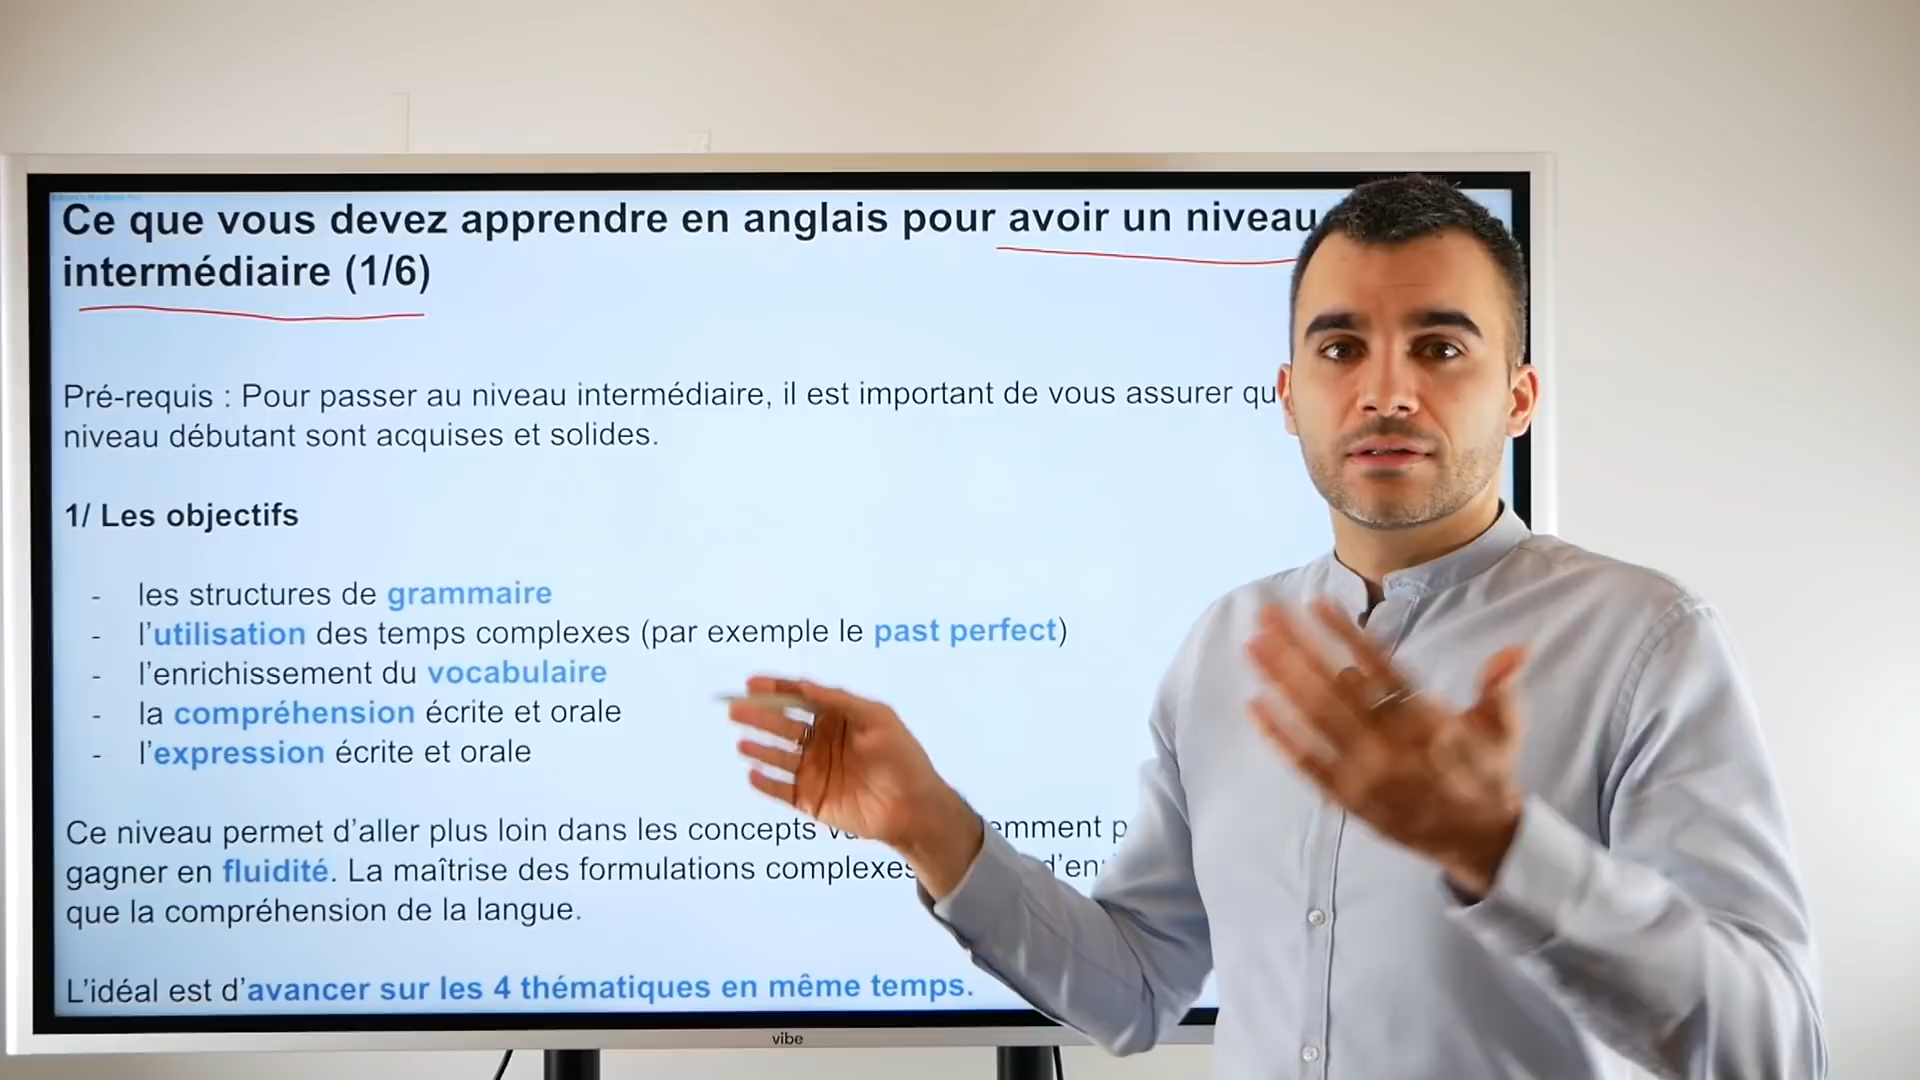 Ce que vous devez apprendre en anglais pour avoir un niveau
intermédiaire (1/6)
Pré-requis : Pour passer au niveau intermédiaire, il est important de vous assurer qu
niveau débutant sont acquises et solides.
1/ Les objectifs
- les structures de grammaire
- l’utilisation des temps complexes (par exemple le past perfect)
- l’enrichissement du vocabulaire
- la compréhension écrite et orale
- l’expression écrite et orale
Ce niveau permet d’aller plus loin dans les concepts emment p
gagner en fluidité. La maîtrise des formulations complexes d’en
que la compréhension de la langue.
L’idéal est d’avancer sur les 4 thématiques en même temps.
vibe